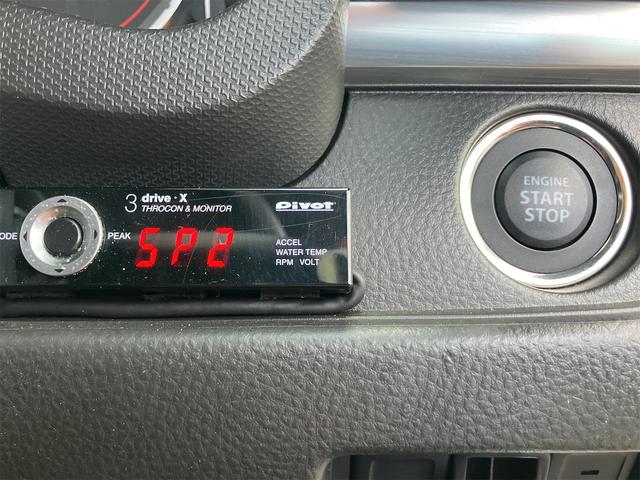 3 drive・X
THROCON & MONITOR
Pivot
ODE
PEAK
SP2
ACCEL
WATER TEMP
RPM VOLT
ENGINE
START
STOP